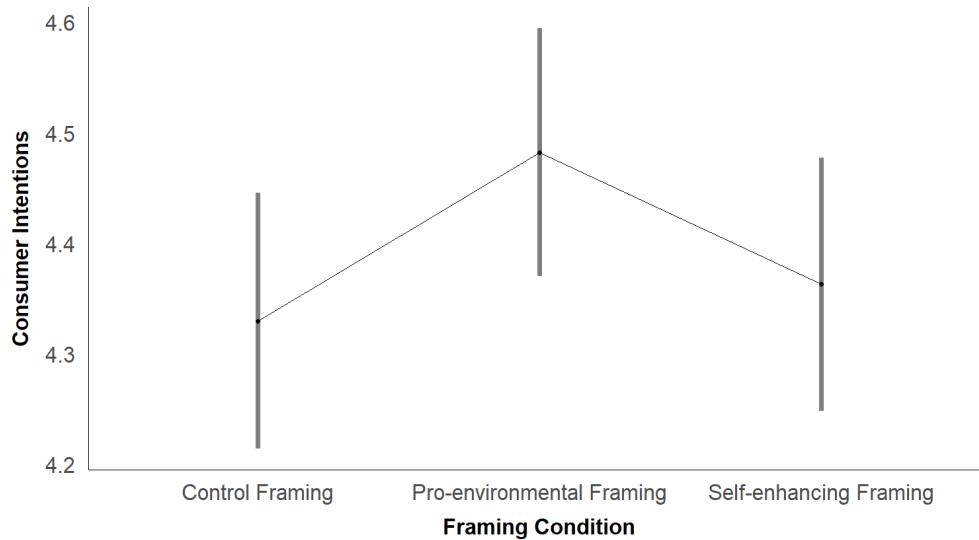 4.6
4.5
4.4
4.3
4.2
Consumer Intentions
Control Framing
Pro-environmental Framing
Self-enhancing Framing
Framing Condition